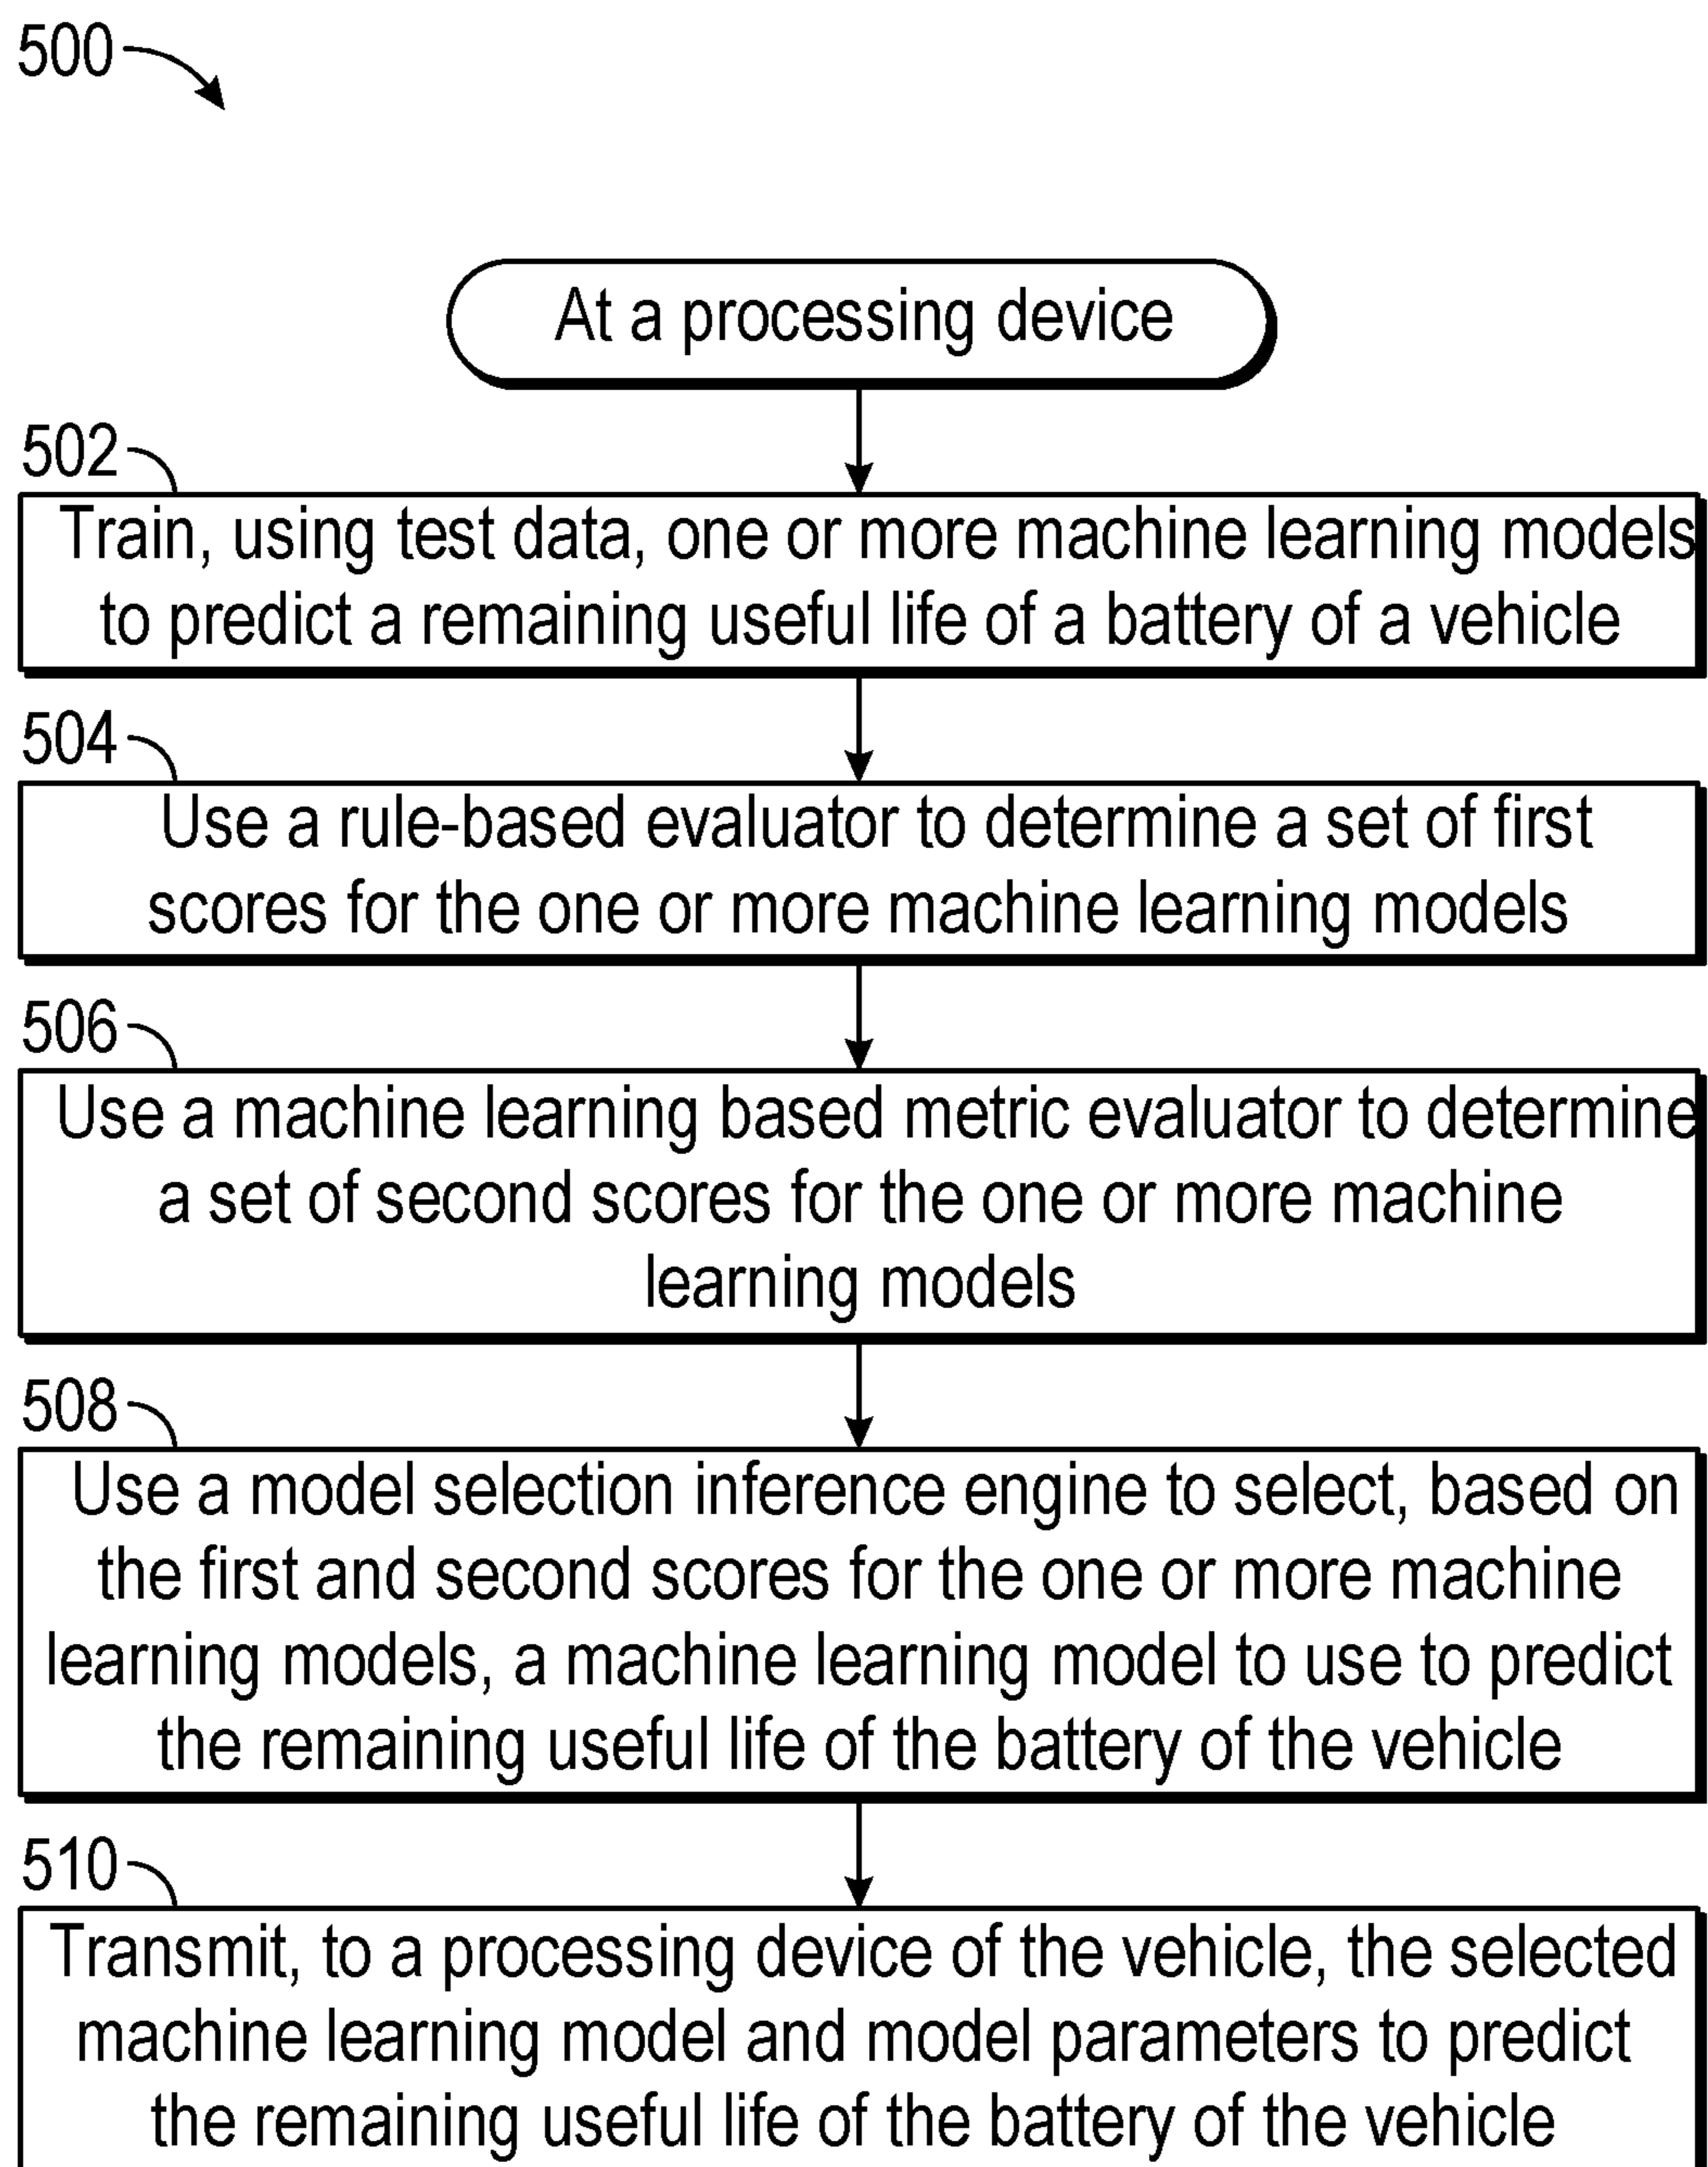 500
At a processing device
502
Train, using test data, one or more machine learning models
to predict a remaining useful life of a battery of a vehicle
504
Use a rule-based evaluator to determine a set of first
scores for the one or more machine learning models
506
Use a machine learning based metric evaluator to determine
a set of second scores for the one or more machine
learning models
508
Use a model selection inference engine to select, based on
the first and second scores for the one or more machine
learning models, a machine learning model to use to predict
the remaining useful life of the battery of the vehicle
510
Transmit, to a processing device of the vehicle, the selected
machine learning model and model parameters to predict
the remaining useful life of the battery of the vehicle